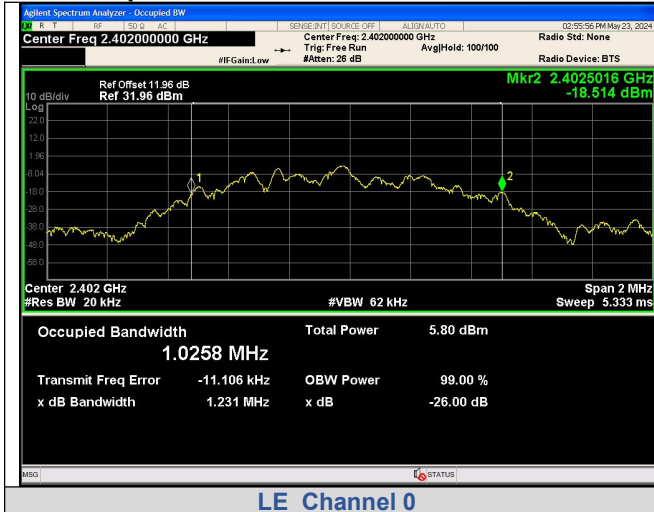 Agilent Spectrum Analyzer - Occupied BW
R T RF 50 Ω AC SENSE:INT SOURCE OFF ALIGN AUTO 02:55:56 PM May 23, 2024
Center Freq 2.402000000 GHz Center Freq: 2.402000000 GHz Radio Std: None
Trig: Free Run Avg|Hold: 100/100
#IFGain:Low #Atten: 26 dB Radio Device: BTS
Mkr2 2.4025016 GHz
-18.514 dBm
Ref Offset 11.96 dB
10 dB/div Ref 31.96 dBm
Log
22.0
12.0
1.96
-8.04
-18.0
-28.0
-38.0
-48.0
-58.0
1
2
Center 2.402 GHz Span 2 MHz
#Res BW 20 kHz #VBW 62 kHz Sweep 5.333 ms
Occupied Bandwidth Total Power 5.80 dBm
1.0258 MHz
Transmit Freq Error -11.106 kHz OBW Power 99.00 %
x dB Bandwidth 1.231 MHz x dB -26.00 dB
MSG STATUS
LE Channel 0